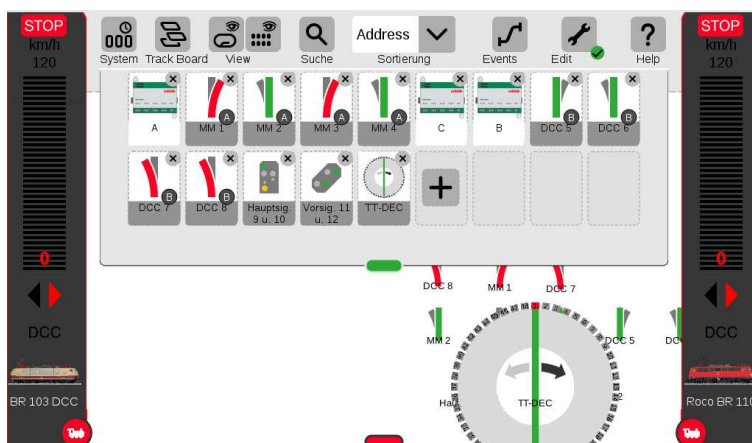 STOP
km/h
120
0
DCC
BR 103 DCC
System
Track Board
View
Suche
Address
Sortierung
Events
Edit
Help
A
MM 1
A
MM 2
A
MM 3
A
MM 4
A
C
B
DCC 5
B
DCC 6
B
DCC 7
B
DCC 8
B
Hauptsig.
9 u. 10
Vorsig. 11
u. 12
TT-DEC
DCC 8
MM 1
DCC 7
MM 2
DCC 5
TT-DEC
STOP
km/h
120
0
DCC
Roco BR 110